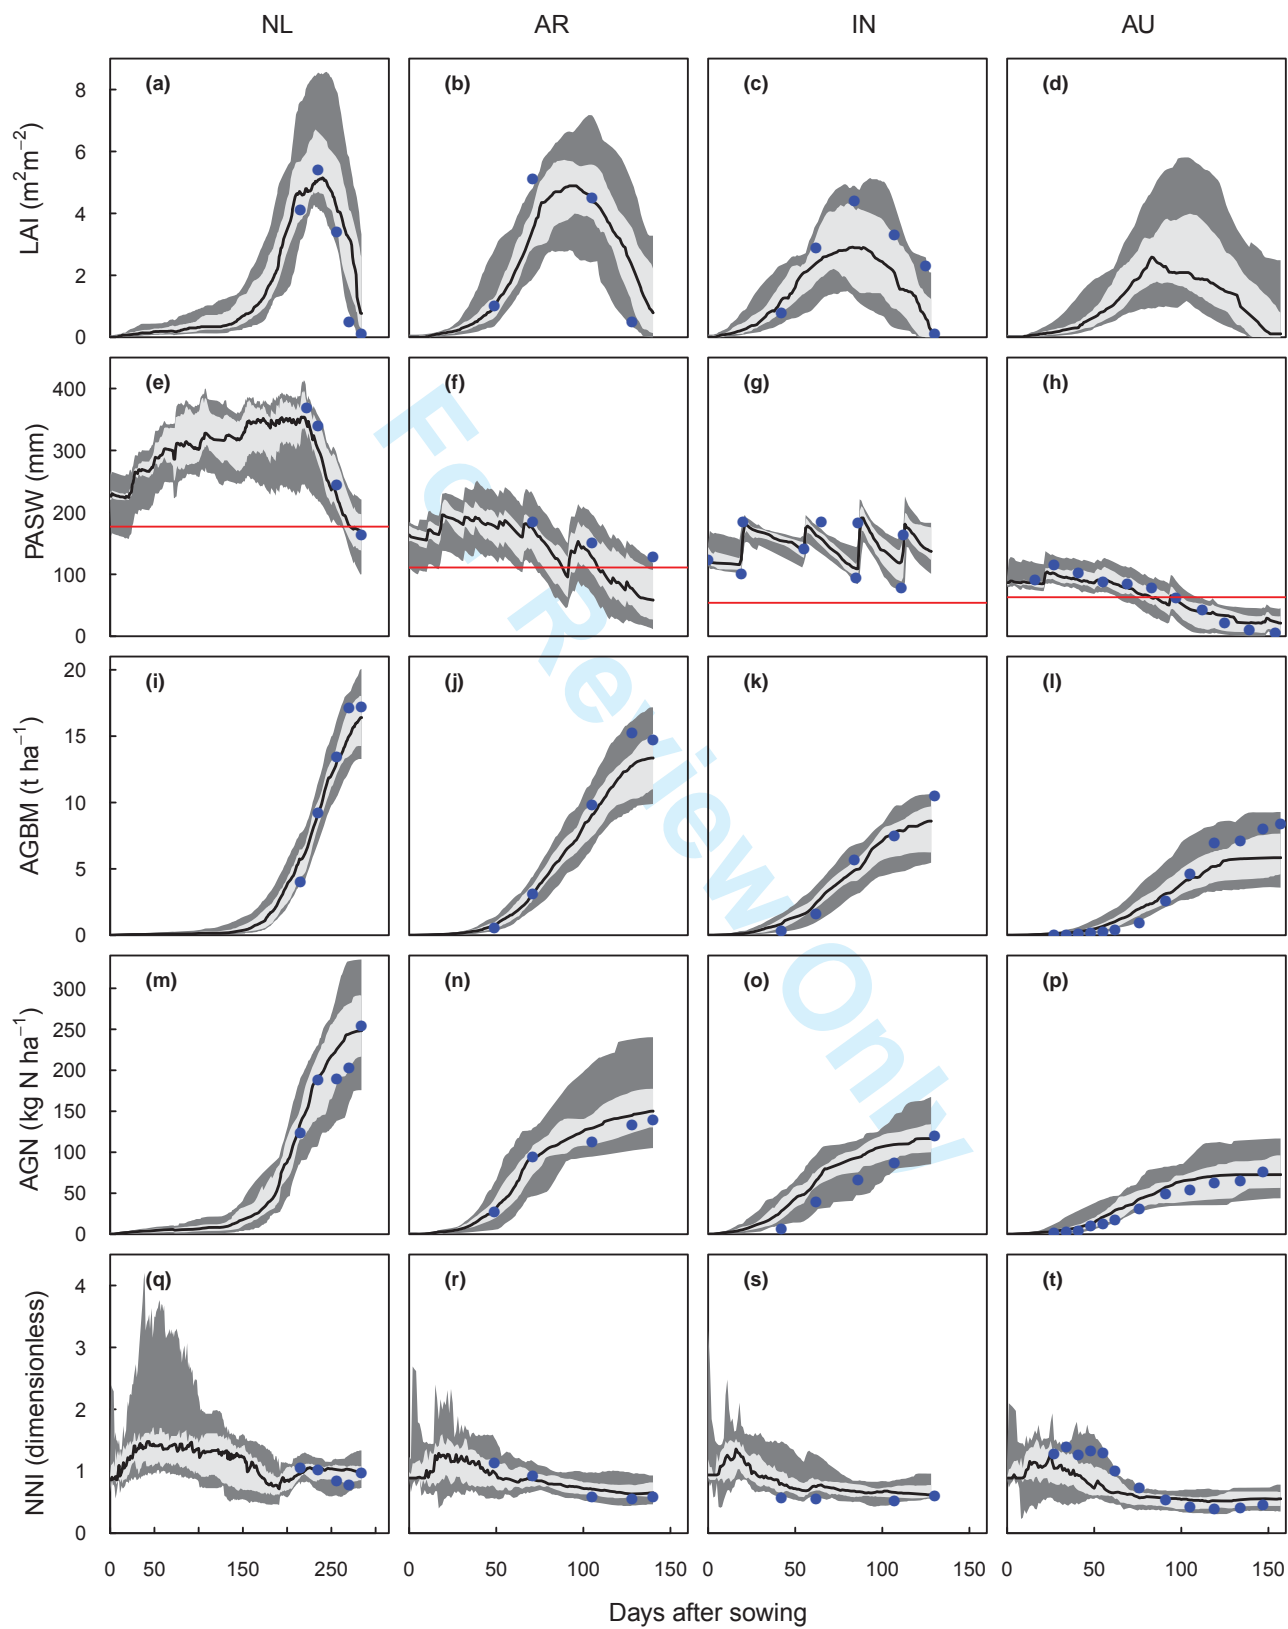 NL AR IN AU
(a) (b) (c) (d)
LAI (m²m⁻²)
8
6
4
2
0
(e) (f) (g) (h)
PASW (mm)
400
300
200
100
0
(i) (j) (k) (l)
AGBM (t ha⁻¹)
20
15
10
5
0
(m) (n) (o) (p)
AGN (kg N ha⁻¹)
300
250
200
150
100
50
0
(q) (r) (s) (t)
NNI (dimensionless)
4
3
2
1
0
0 50 150 250 0 50 100 150 0 50 100 150 0 50 100 150
Days after sowing
For Review Only